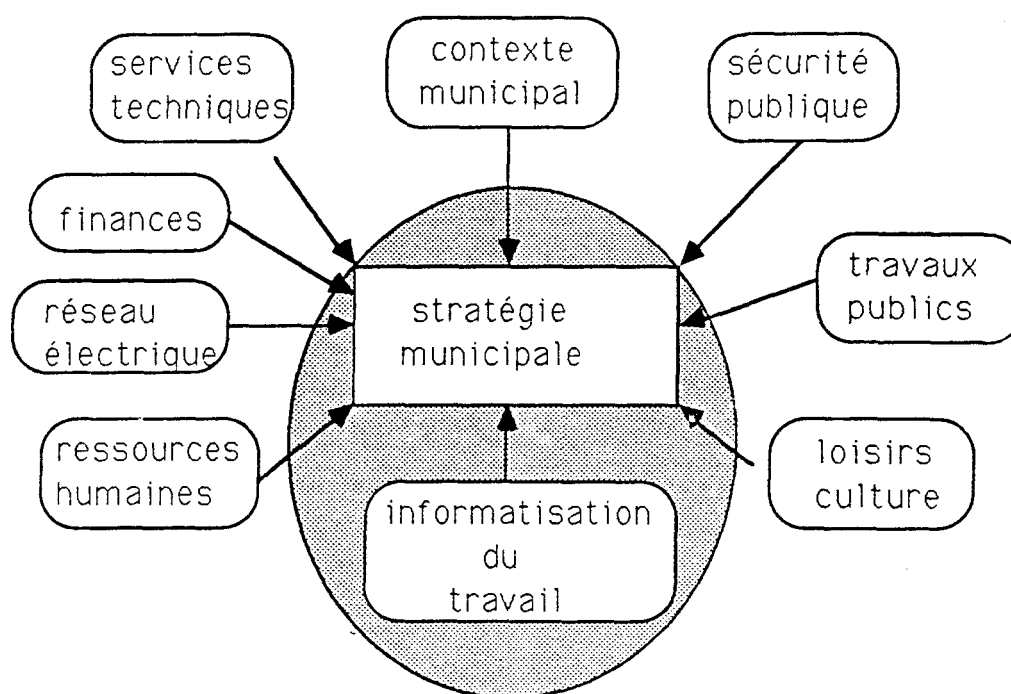 services
techniques
contexte
municipal
sécurité
publique
finances
réseau
électrique
stratégie
municipale
travaux
publics
ressources
humaines
informatisation
du
travail
loisirs
culture